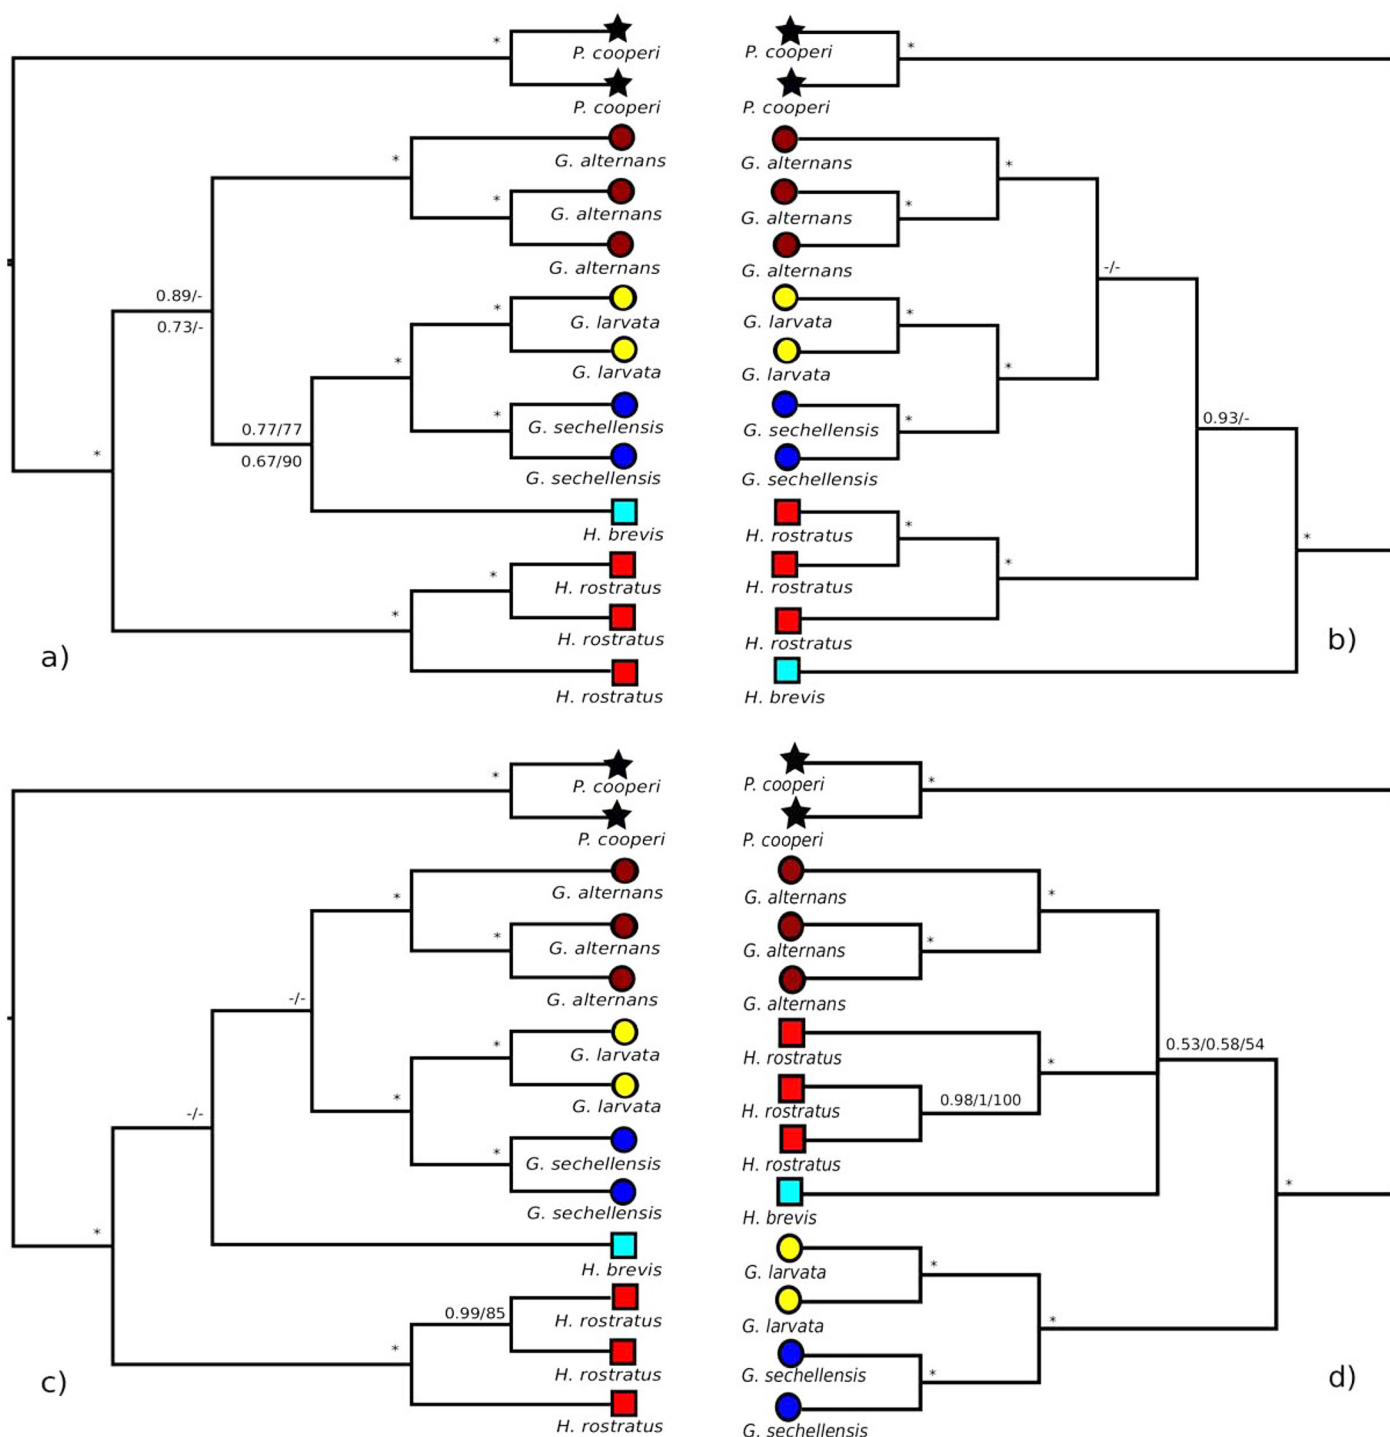 *
P. cooperi
P. cooperi
*
G. alternans
*
G. alternans
G. alternans
0.89/-
0.73/-
*
G. larvata
G. larvata
*
0.77/77
0.67/90
*
G. sechellensis
G. sechellensis
H. brevis
*
*
H. rostratus
*
H. rostratus
H. rostratus
a)
P. cooperi
*
P. cooperi
G. alternans
*
G. alternans
*
G. alternans
-/-
G. larvata
*
G. larvata
*
G. sechellensis
*
G. sechellensis
0.93/-
H. rostratus
*
H. rostratus
*
*
H. rostratus
H. brevis
b)
*
P. cooperi
P. cooperi
*
G. alternans
*
G. alternans
G. alternans
-/-
*
G. larvata
G. larvata
*
-/-
*
G. sechellensis
G. sechellensis
*
H. brevis
0.99/85
H. rostratus
*
H. rostratus
H. rostratus
c)
P. cooperi
*
P. cooperi
G. alternans
*
G. alternans
*
G. alternans
H. rostratus
*
0.53/0.58/54
H. rostratus
0.98/1/100
H. rostratus
H. brevis
*
G. larvata
*
G. larvata
*
G. sechellensis
*
G. sechellensis
d)